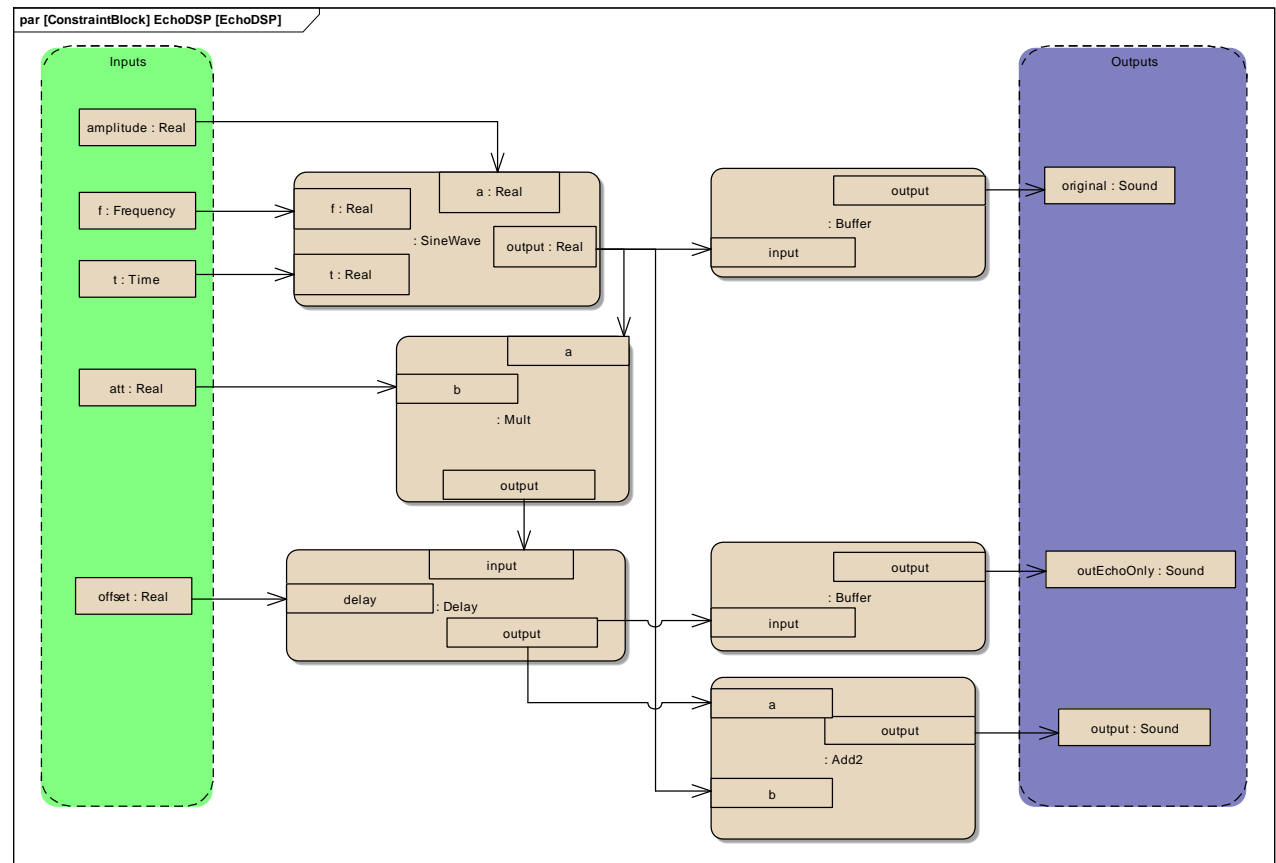 par [ConstraintBlock] EchoDSP [EchoDSP]
Inputs
Outputs
amplitude : Real
f : Frequency
t : Time
att : Real
offset : Real
a : Real
f : Real
: SineWave
output : Real
t : Real
a
b
: Mult
output
input
delay
: Delay
output
output
: Buffer
input
output
: Buffer
input
a
output
: Add2
b
original : Sound
outEchoOnly : Sound
output : Sound